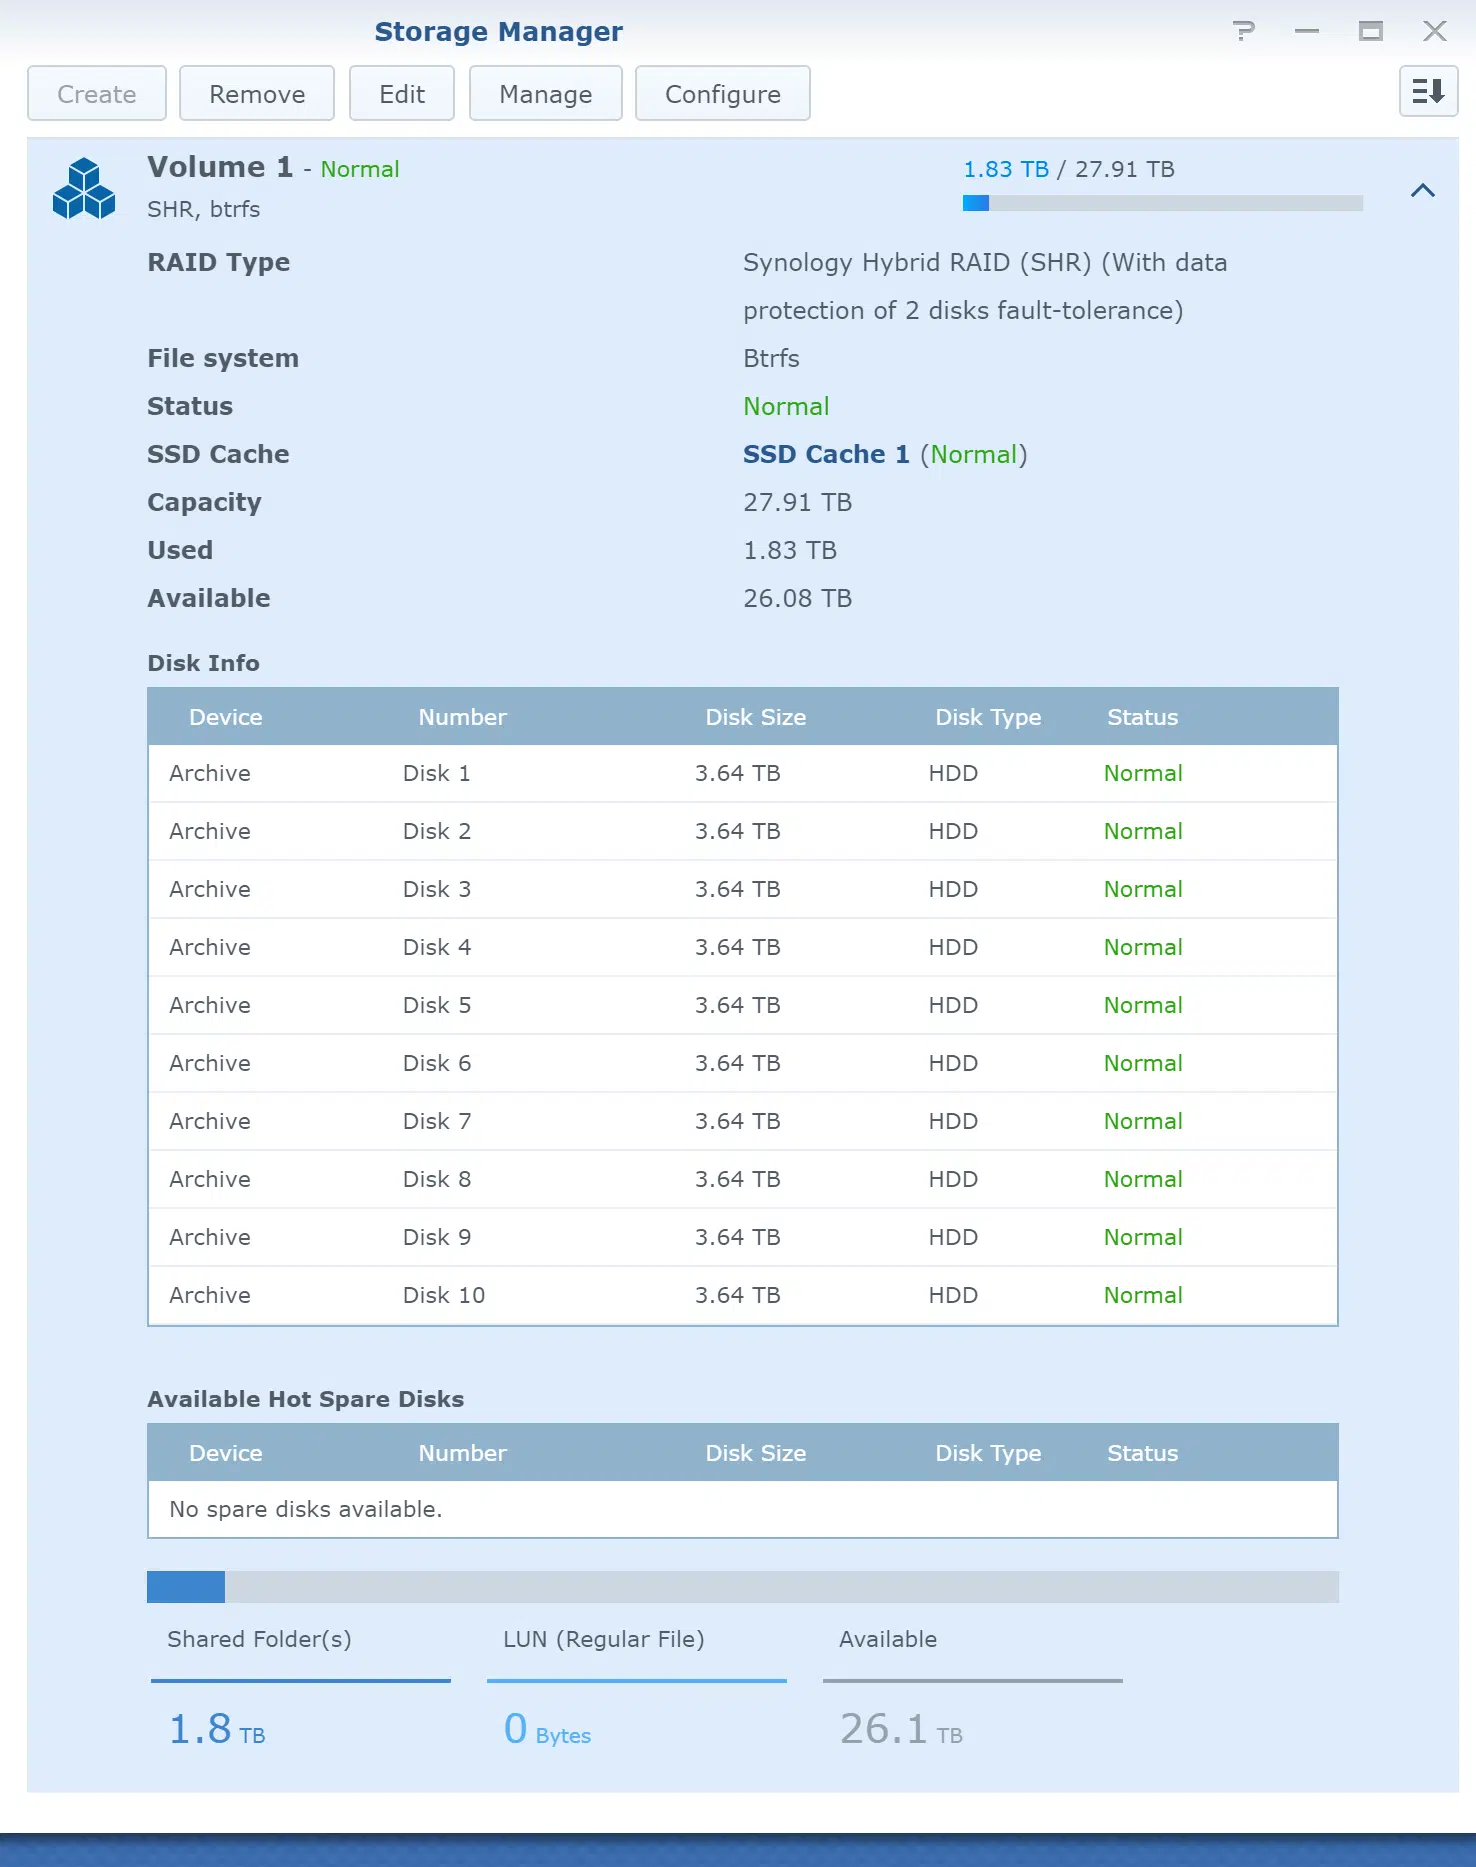 Storage Manager
Create Remove Edit Manage Configure
Volume 1 - Normal
1.83 TB / 27.91 TB
SHR, btrfs
RAID Type Synology Hybrid RAID (SHR) (With data
protection of 2 disks fault-tolerance)
File system Btrfs
Status Normal
SSD Cache SSD Cache 1 (Normal)
Capacity 27.91 TB
Used 1.83 TB
Available 26.08 TB
Disk Info
Device Number Disk Size Disk Type Status
Archive Disk 1 3.64 TB HDD Normal
Archive Disk 2 3.64 TB HDD Normal
Archive Disk 3 3.64 TB HDD Normal
Archive Disk 4 3.64 TB HDD Normal
Archive Disk 5 3.64 TB HDD Normal
Archive Disk 6 3.64 TB HDD Normal
Archive Disk 7 3.64 TB HDD Normal
Archive Disk 8 3.64 TB HDD Normal
Archive Disk 9 3.64 TB HDD Normal
Archive Disk 10 3.64 TB HDD Normal
Available Hot Spare Disks
Device Number Disk Size Disk Type Status
No spare disks available.
Shared Folder(s) LUN (Regular File) Available
1.8 TB 0 Bytes 26.1 TB